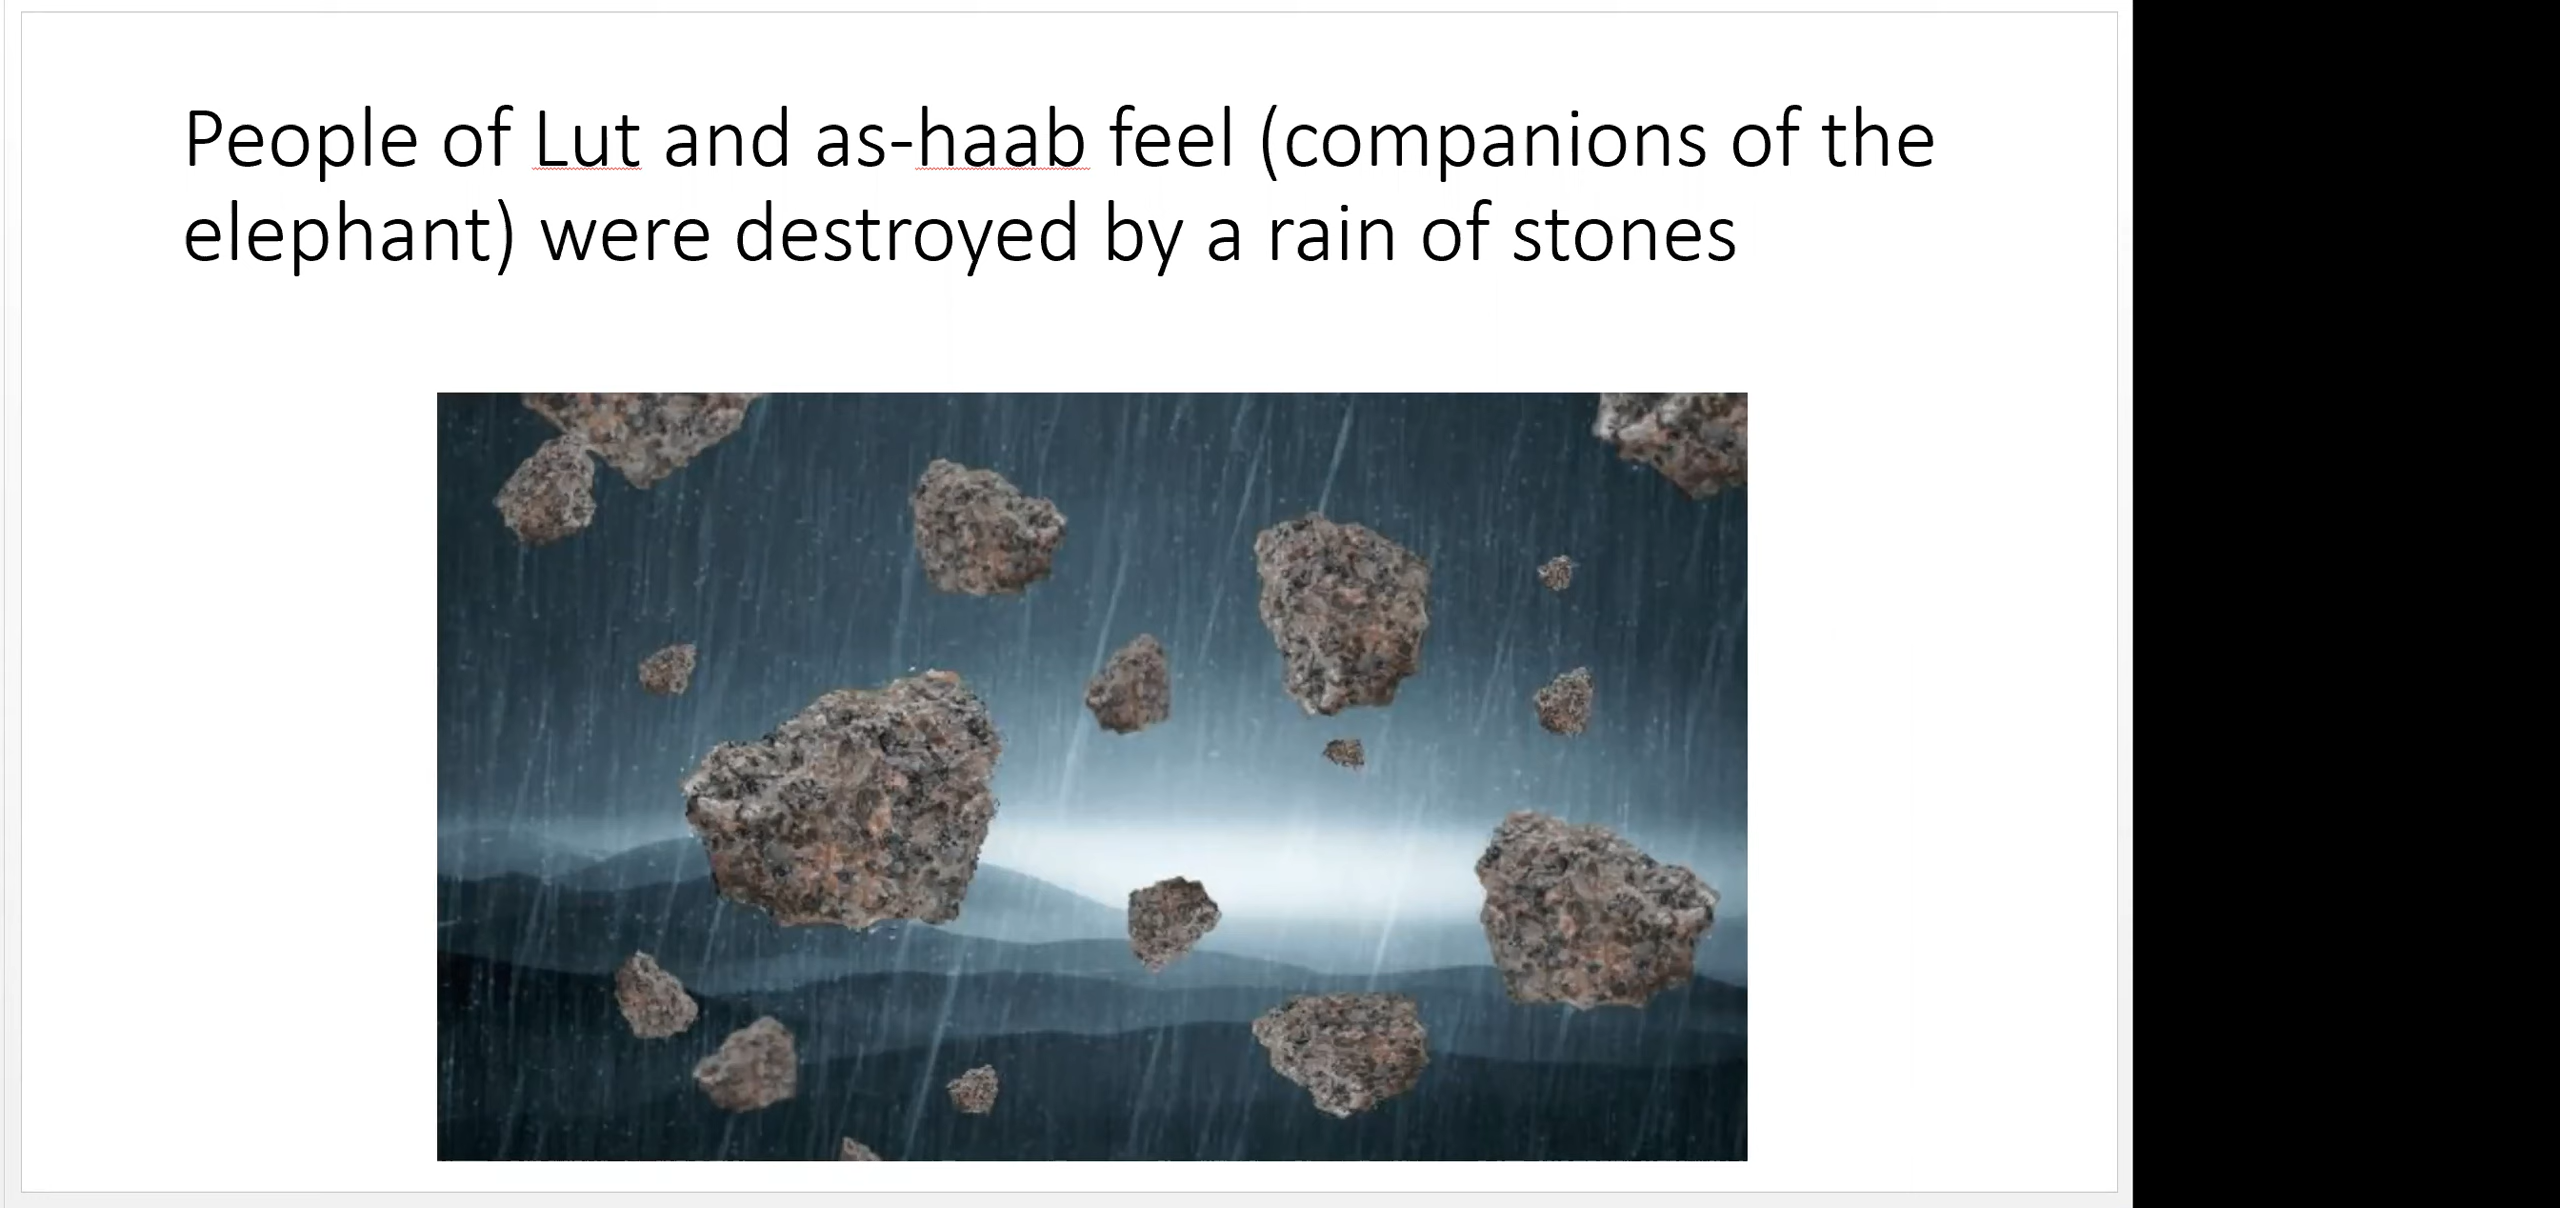 People of Lut and as-haab feel (companions of the
elephant) were destroyed by a rain of stones